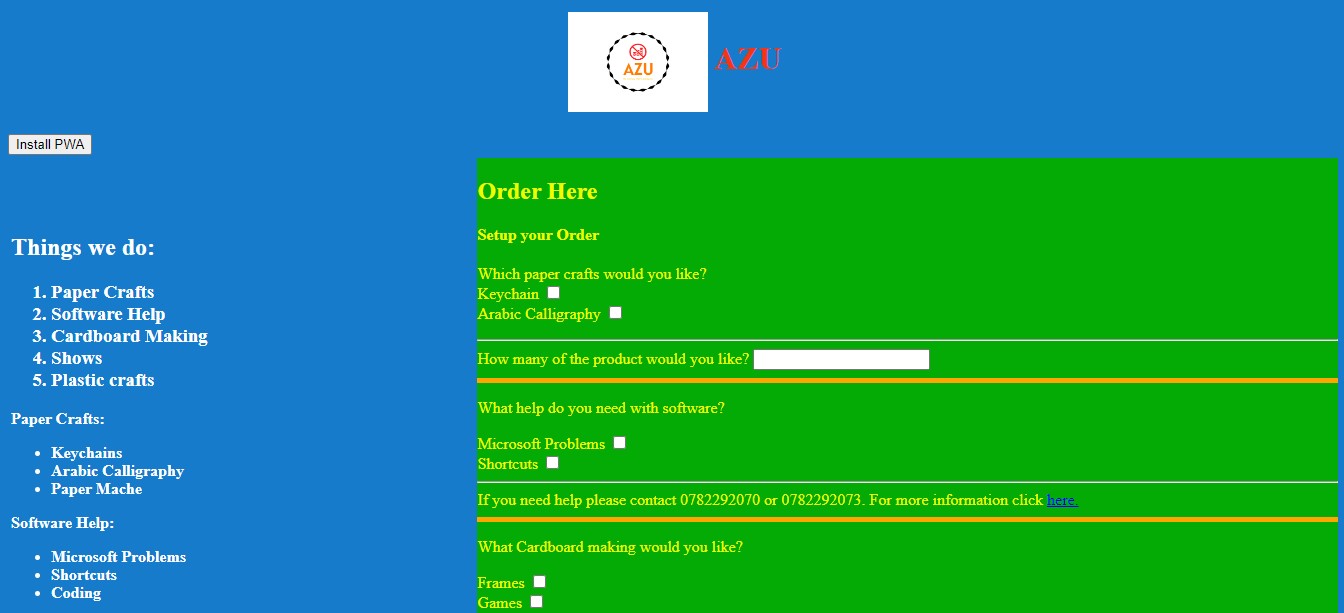 AZU
AZU
Install PWA
Things we do:
1. Paper Crafts
2. Software Help
3. Cardboard Making
4. Shows
5. Plastic crafts
Paper Crafts:
• Keychains
• Arabic Calligraphy
• Paper Mache
Software Help:
• Microsoft Problems
• Shortcuts
• Coding
Order Here
Setup your Order
Which paper crafts would you like?
Keychain
Arabic Calligraphy
How many of the product would you like?
What help do you need with software?
Microsoft Problems
Shortcuts
If you need help please contact 0782292070 or 0782292073. For more information click here.
What Cardboard making would you like?
Frames
Games